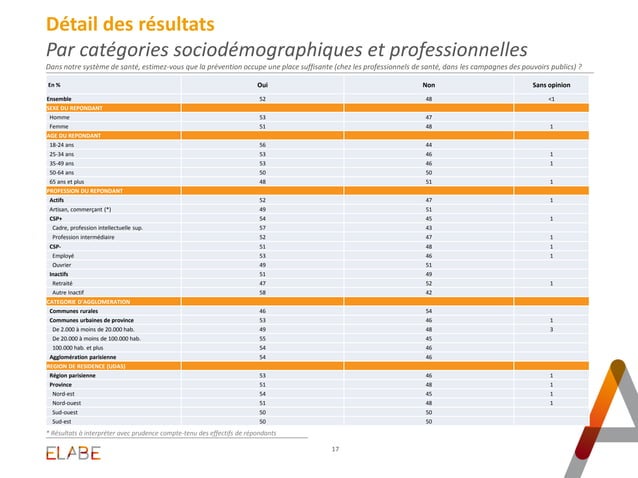 Détail des résultats
Par catégories sociodémographiques et professionnelles
Dans notre système de santé, estimez-vous que la prévention occupe une place suffisante (chez les professionnels de santé, dans les campagnes des pouvoirs publics) ?
En % Oui Non Sans opinion
Ensemble 52 48 <1
SEXE DU REPONDANT
Homme 53 47
Femme 51 48 1
AGE DU REPONDANT
18-24 ans 56 44
25-34 ans 53 46 1
35-49 ans 53 46 1
50-64 ans 50 50
65 ans et plus 48 51 1
PROFESSION DU REPONDANT
Actifs 52 47 1
Artisan, commerçant (*) 49 51
CSP+ 54 45 1
Cadre, profession intellectuelle sup. 57 43
Profession intermédiaire 52 47 1
CSP- 51 48 1
Employé 53 46 1
Ouvrier 49 51
Inactifs 51 49
Retraité 47 52 1
Autre Inactif 58 42
CATEGORIE D'AGGLOMERATION
Communes rurales 46 54
Communes urbaines de province 53 46 1
De 2.000 à moins de 20.000 hab. 49 48 3
De 20.000 à moins de 100.000 hab. 55 45
100.000 hab. et plus 54 46
Agglomération parisienne 54 46
REGION DE RESIDENCE (UDA5)
Région parisienne 53 46 1
Province 51 48 1
Nord-est 54 45 1
Nord-ouest 51 48 1
Sud-ouest 50 50
Sud-est 50 50
* Résultats à interpréter avec prudence compte-tenu des effectifs de répondants
ELABE
17